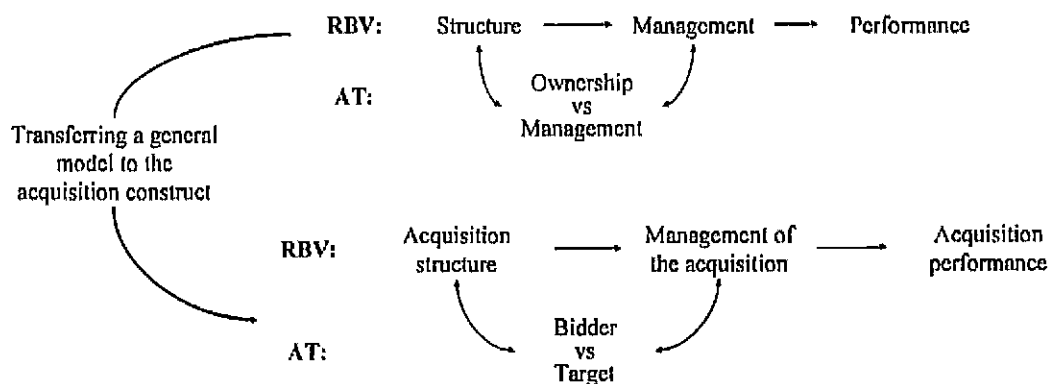 RBV: Structure Management Performance
AT: Ownership
vs
Management
Transferring a general
model to the
acquisition construct
RBV: Acquisition structure Management of the acquisition Acquisition performance
AT: Bidder
vs
Target